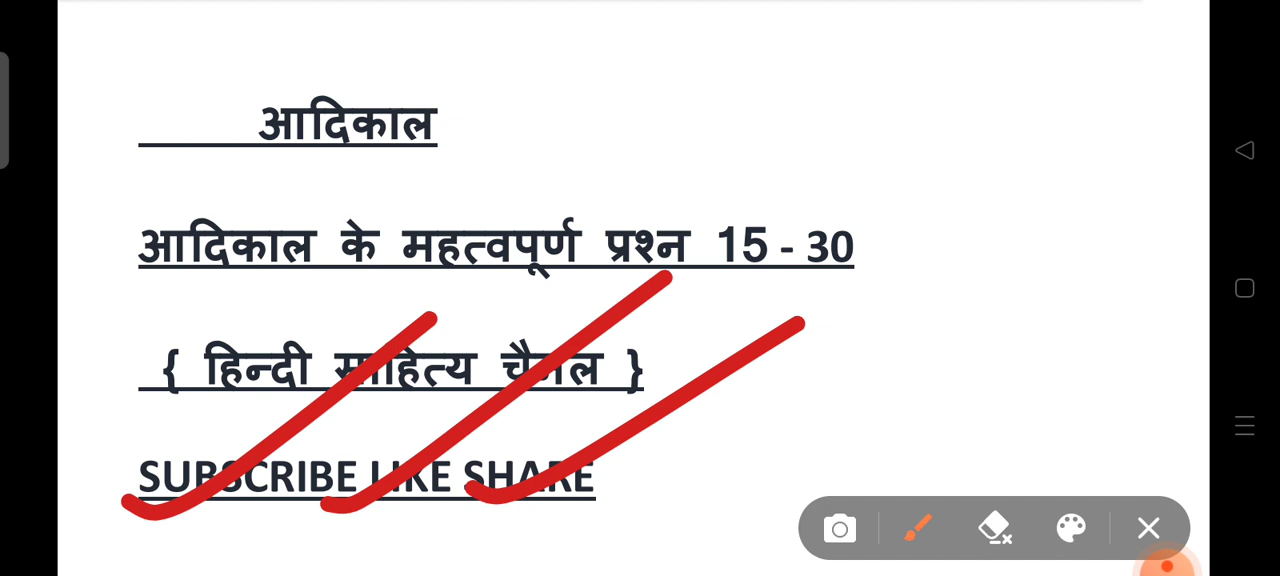 आदिकाल
आदिकाल के महत्वपूर्ण प्रश्न 15 - 30
{ हिन्दी साहित्य चैनल }
SUBSCRIBE LIKE SHARE